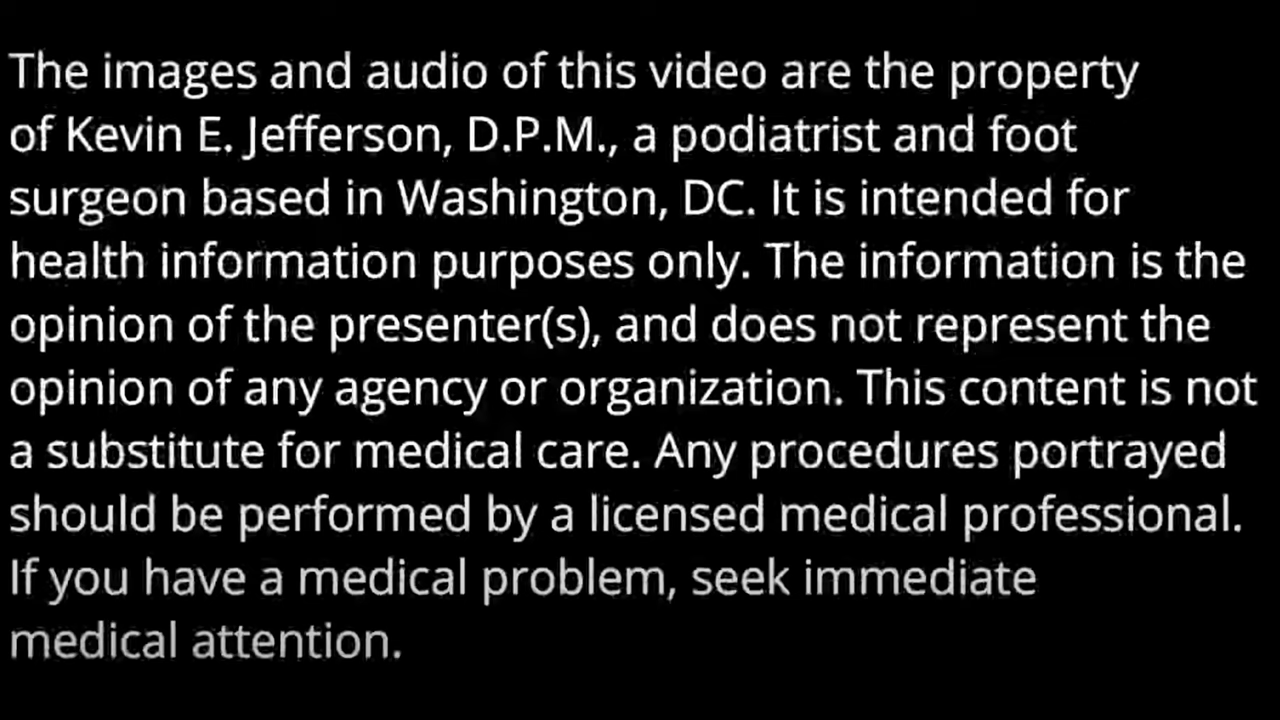 The images and audio of this video are the property
of Kevin E. Jefferson, D.P.M., a podiatrist and foot
surgeon based in Washington, DC. It is intended for
health information purposes only. The information is the
opinion of the presenter(s), and does not represent the
opinion of any agency or organization. This content is not
a substitute for medical care. Any procedures portrayed
should be performed by a licensed medical professional.
If you have a medical problem, seek immediate
medical attention.